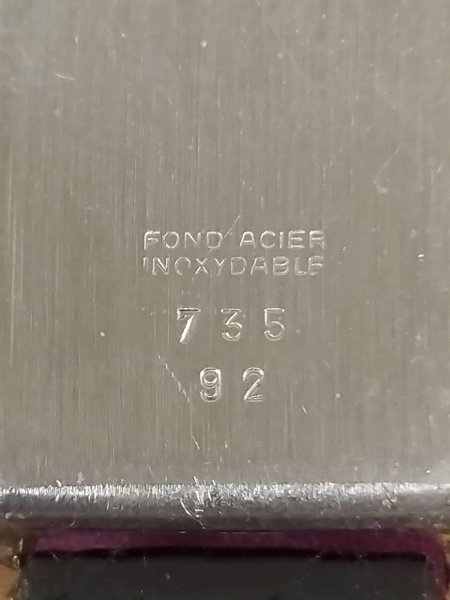 FOND ACIER
INOXYDABLE
735
92